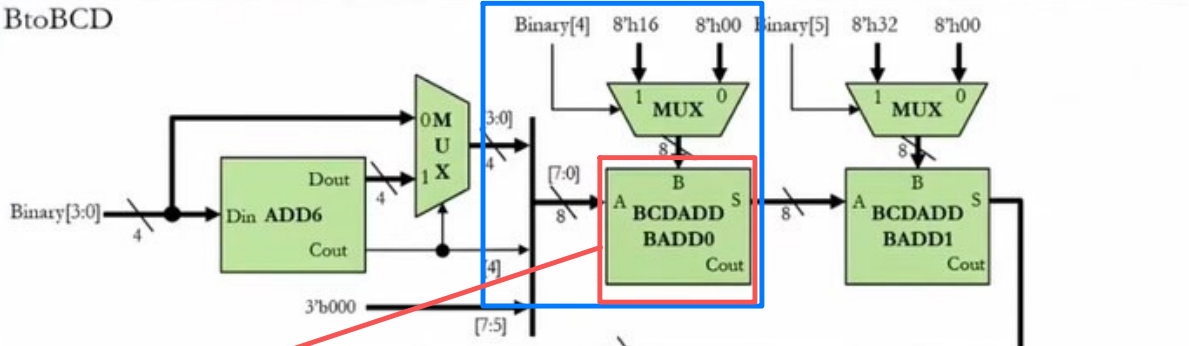 BtoBCD
Binary[4] 8'h16 8'h00 Binary[5] 8'h32 8'h00
1 MUX 0
1 MUX 0
0 M
U
1 X
[3:0]
4
8
8
Dout
4
[7:0]
8
B
A S
BCDADD
BADD0
Cout
8
B
A S
BCDADD
BADD1
Cout
Binary[3:0]
4
Din ADD6
Cout
[4]
3'b000
[7:5]